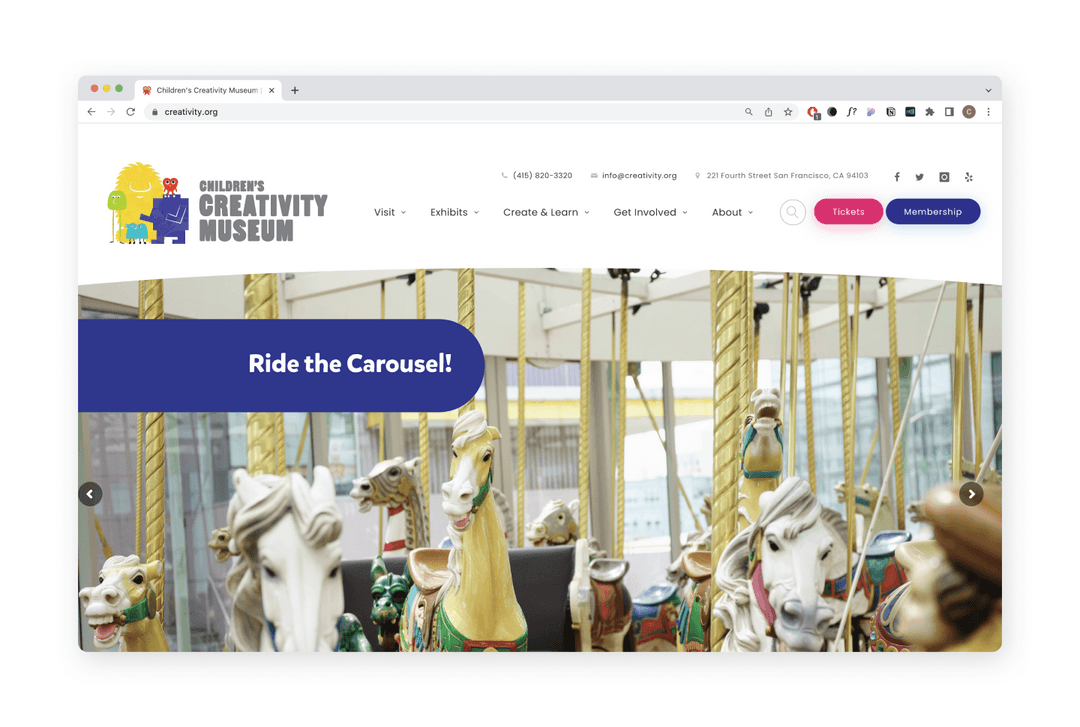 Children's Creativity Museum |
creativity.org
1
C
CHILDREN'S
CREATIVITY
MUSEUM
(415) 820-3320
info@creativity.org
221 Fourth Street San Francisco, CA 94103
Visit
Exhibits
Create & Learn
Get Involved
About
Tickets
Membership
Ride the Carousel!